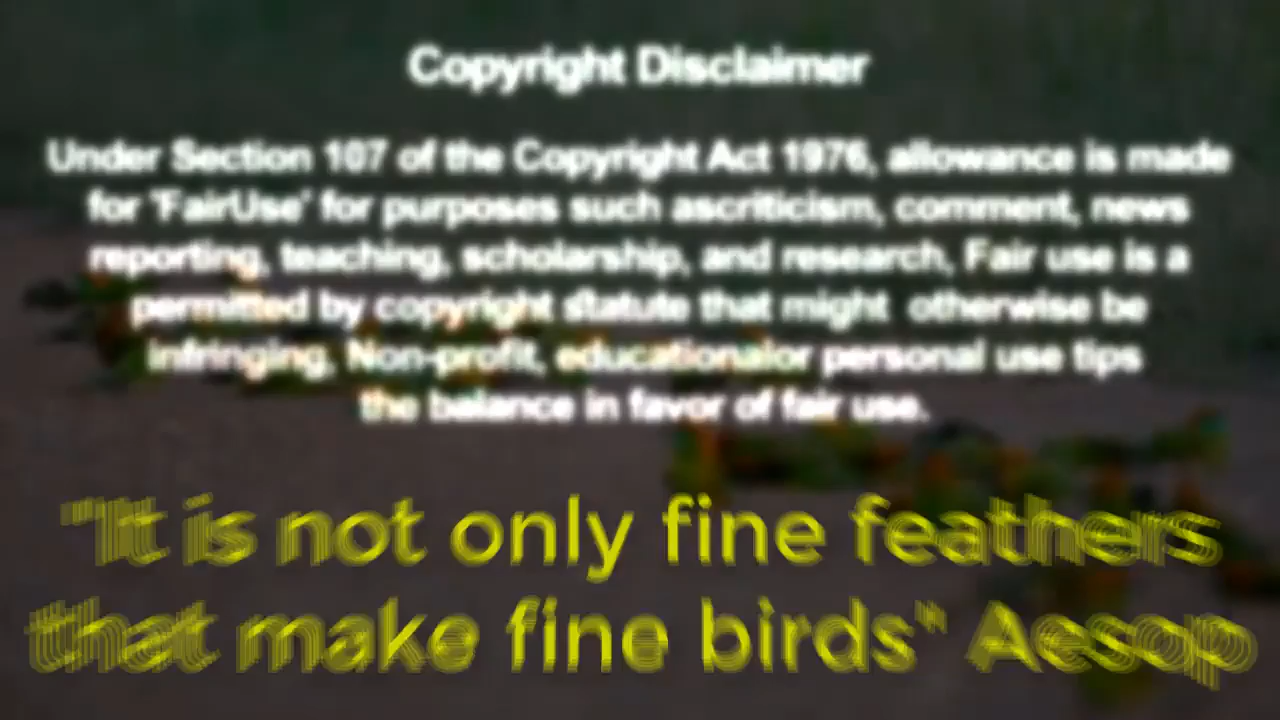 Copyright Disclaimer
Under Section 107 of the Copyright Act 1976, allowance is made
for 'FairUse' for purposes such ascriticism, comment, news
reporting, teaching, scholarship, and research, Fair use is a
permitted by copyright statute that might otherwise be
infringing, Non-profit, educationalor personal use tips
the balance in favor of fair use.
"It is not only fine feathers
that make fine birds" Aesop